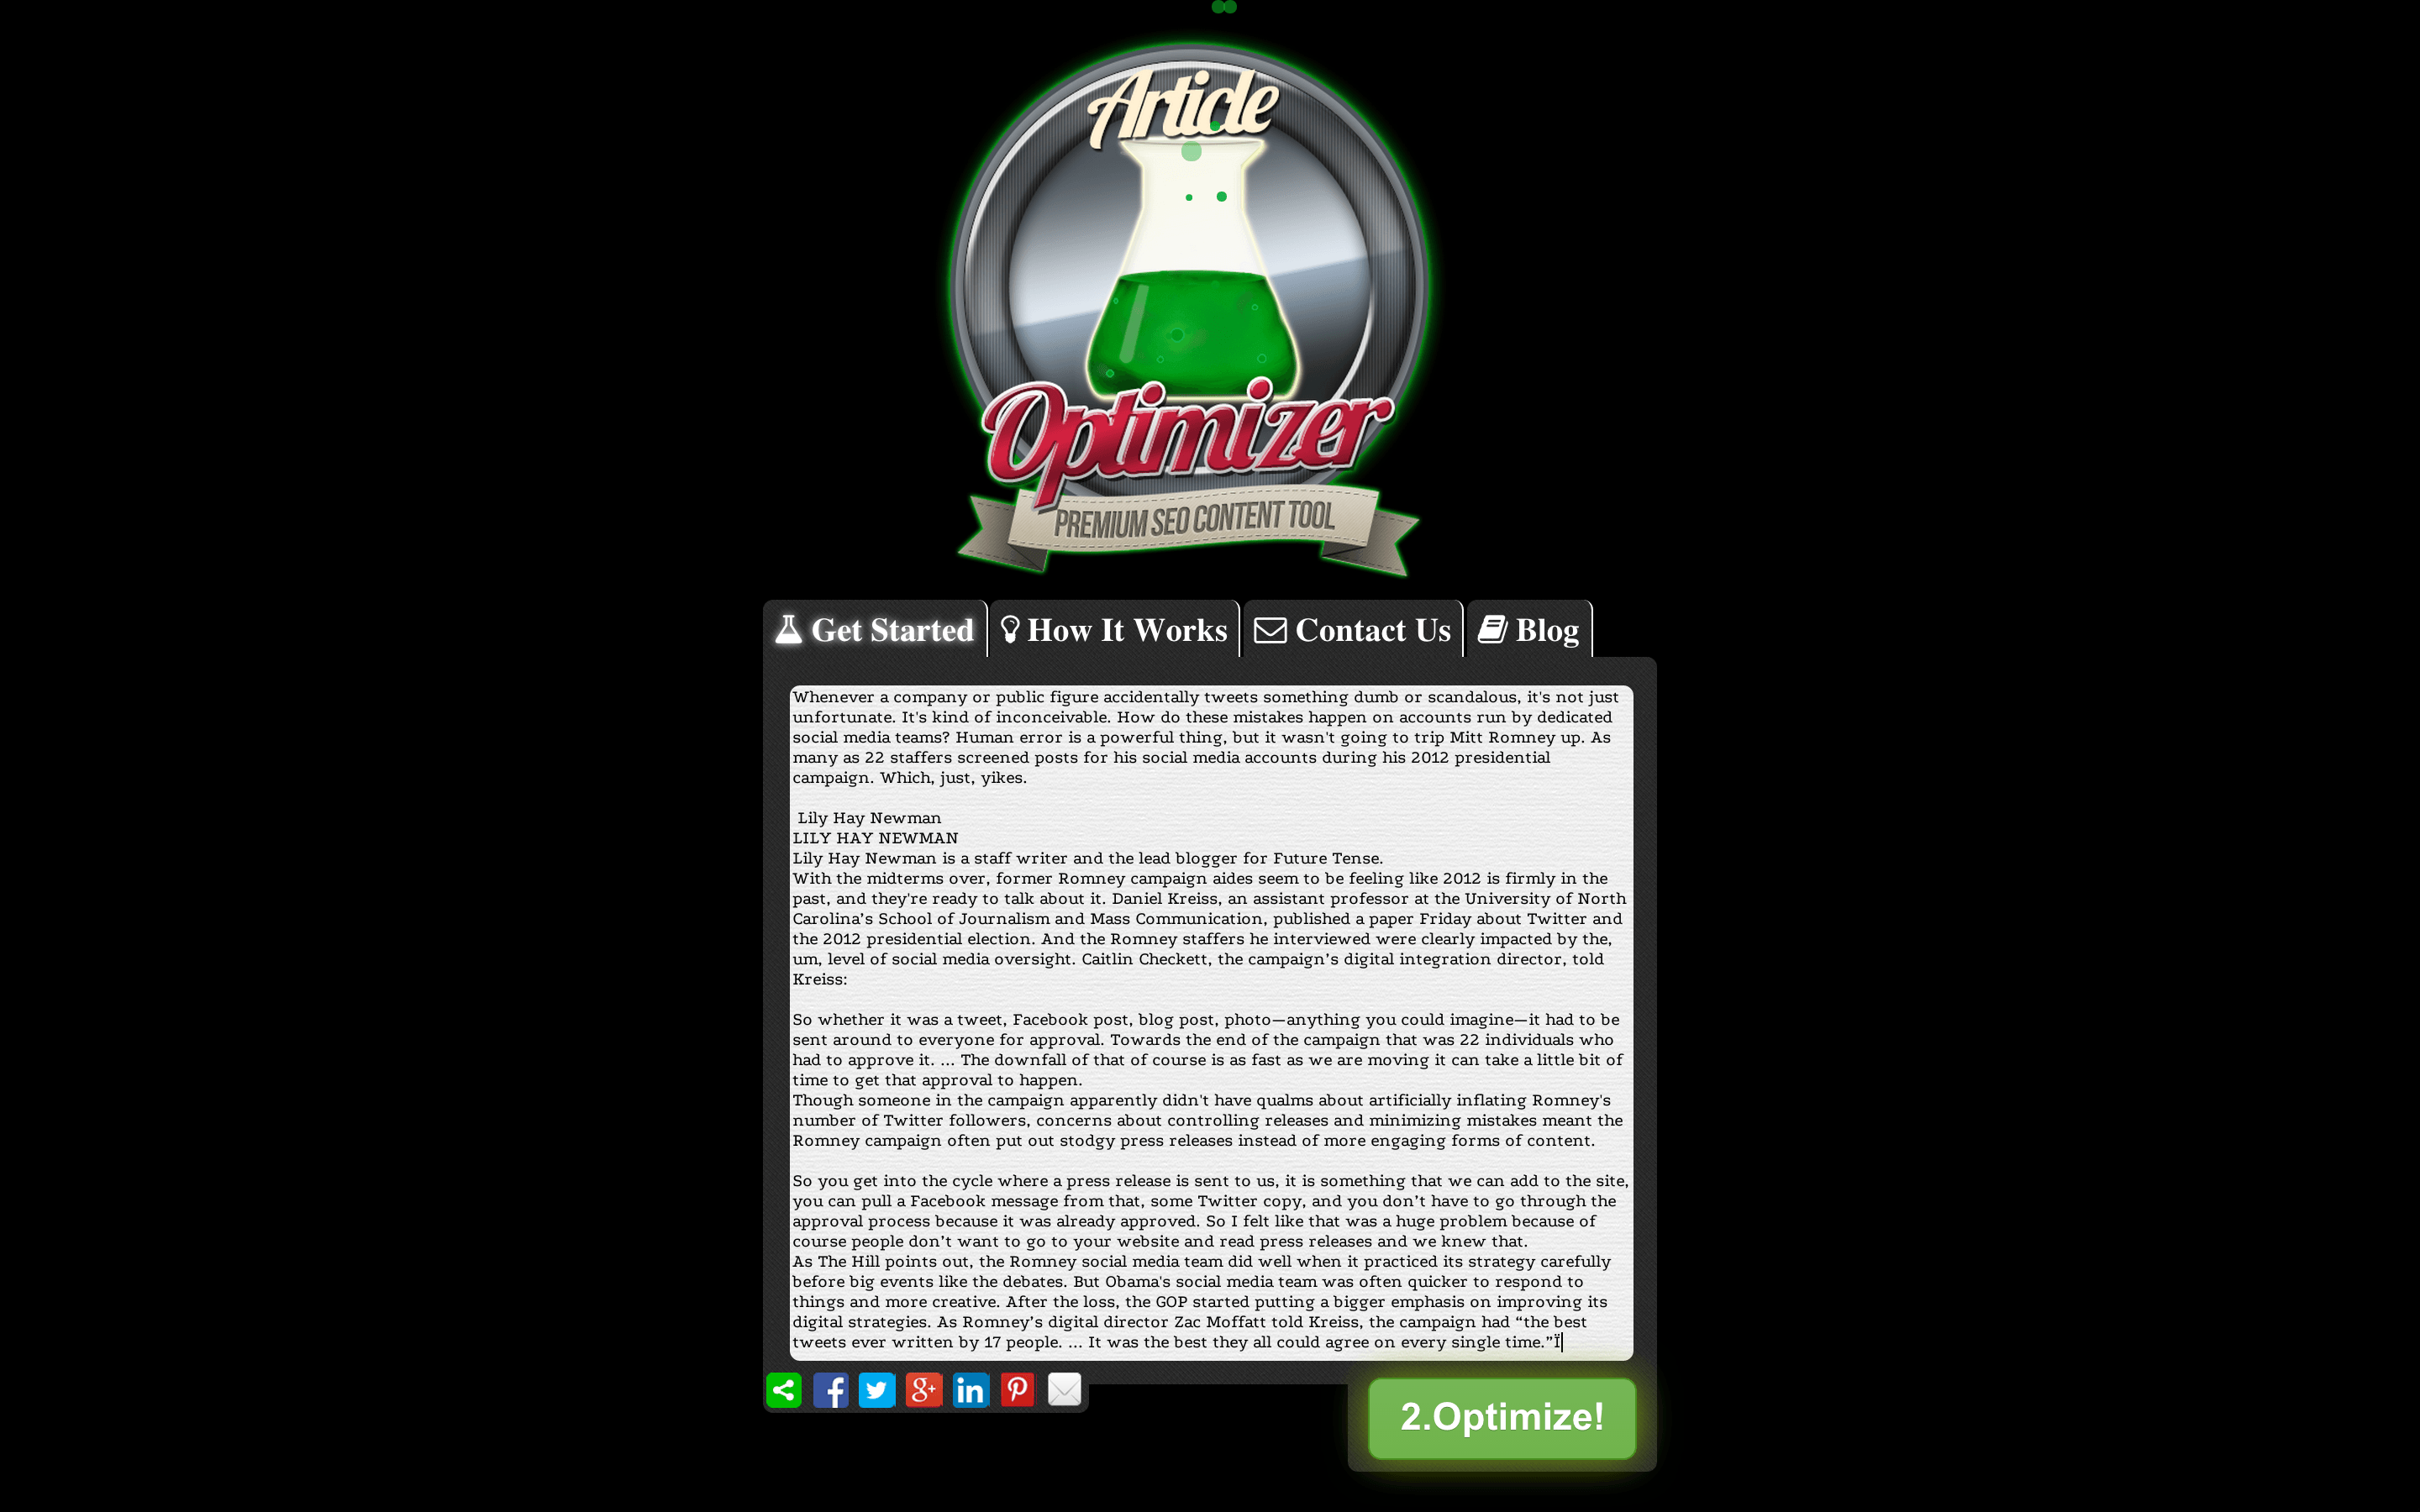 Article
Optimizer
PREMIUM SEO CONTENT TOOL
Get Started
How It Works
Contact Us
Blog
Whenever a company or public figure accidentally tweets something dumb or scandalous, it's not just
unfortunate. It's kind of inconceivable. How do these mistakes happen on accounts run by dedicated
social media teams? Human error is a powerful thing, but it wasn't going to trip Mitt Romney up. As
many as 22 staffers screened posts for his social media accounts during his 2012 presidential
campaign. Which, just, yikes.
Lily Hay Newman
LILY HAY NEWMAN
Lily Hay Newman is a staff writer and the lead blogger for Future Tense.
With the midterms over, former Romney campaign aides seem to be feeling like 2012 is firmly in the
past, and they're ready to talk about it. Daniel Kreiss, an assistant professor at the University of North
Carolina’s School of Journalism and Mass Communication, published a paper Friday about Twitter and
the 2012 presidential election. And the Romney staffers he interviewed were clearly impacted by the,
um, level of social media oversight. Caitlin Checkett, the campaign’s digital integration director, told
Kreiss:
So whether it was a tweet, Facebook post, blog post, photo—anything you could imagine—it had to be
sent around to everyone for approval. Towards the end of the campaign that was 22 individuals who
had to approve it. ... The downfall of that of course is as fast as we are moving it can take a little bit of
time to get that approval to happen.
Though someone in the campaign apparently didn't have qualms about artificially inflating Romney's
number of Twitter followers, concerns about controlling releases and minimizing mistakes meant the
Romney campaign often put out stodgy press releases instead of more engaging forms of content.
So you get into the cycle where a press release is sent to us, it is something that we can add to the site,
you can pull a Facebook message from that, some Twitter copy, and you don’t have to go through the
approval process because it was already approved. So I felt like that was a huge problem because of
course people don’t want to go to your website and read press releases and we knew that.
As The Hill points out, the Romney social media team did well when it practiced its strategy carefully
before big events like the debates. But Obama's social media team was often quicker to respond to
things and more creative. After the loss, the GOP started putting a bigger emphasis on improving its
digital strategies. As Romney’s digital director Zac Moffatt told Kreiss, the campaign had “the best
tweets ever written by 17 people. ... It was the best they all could agree on every single time.”Ï
2.Optimize!